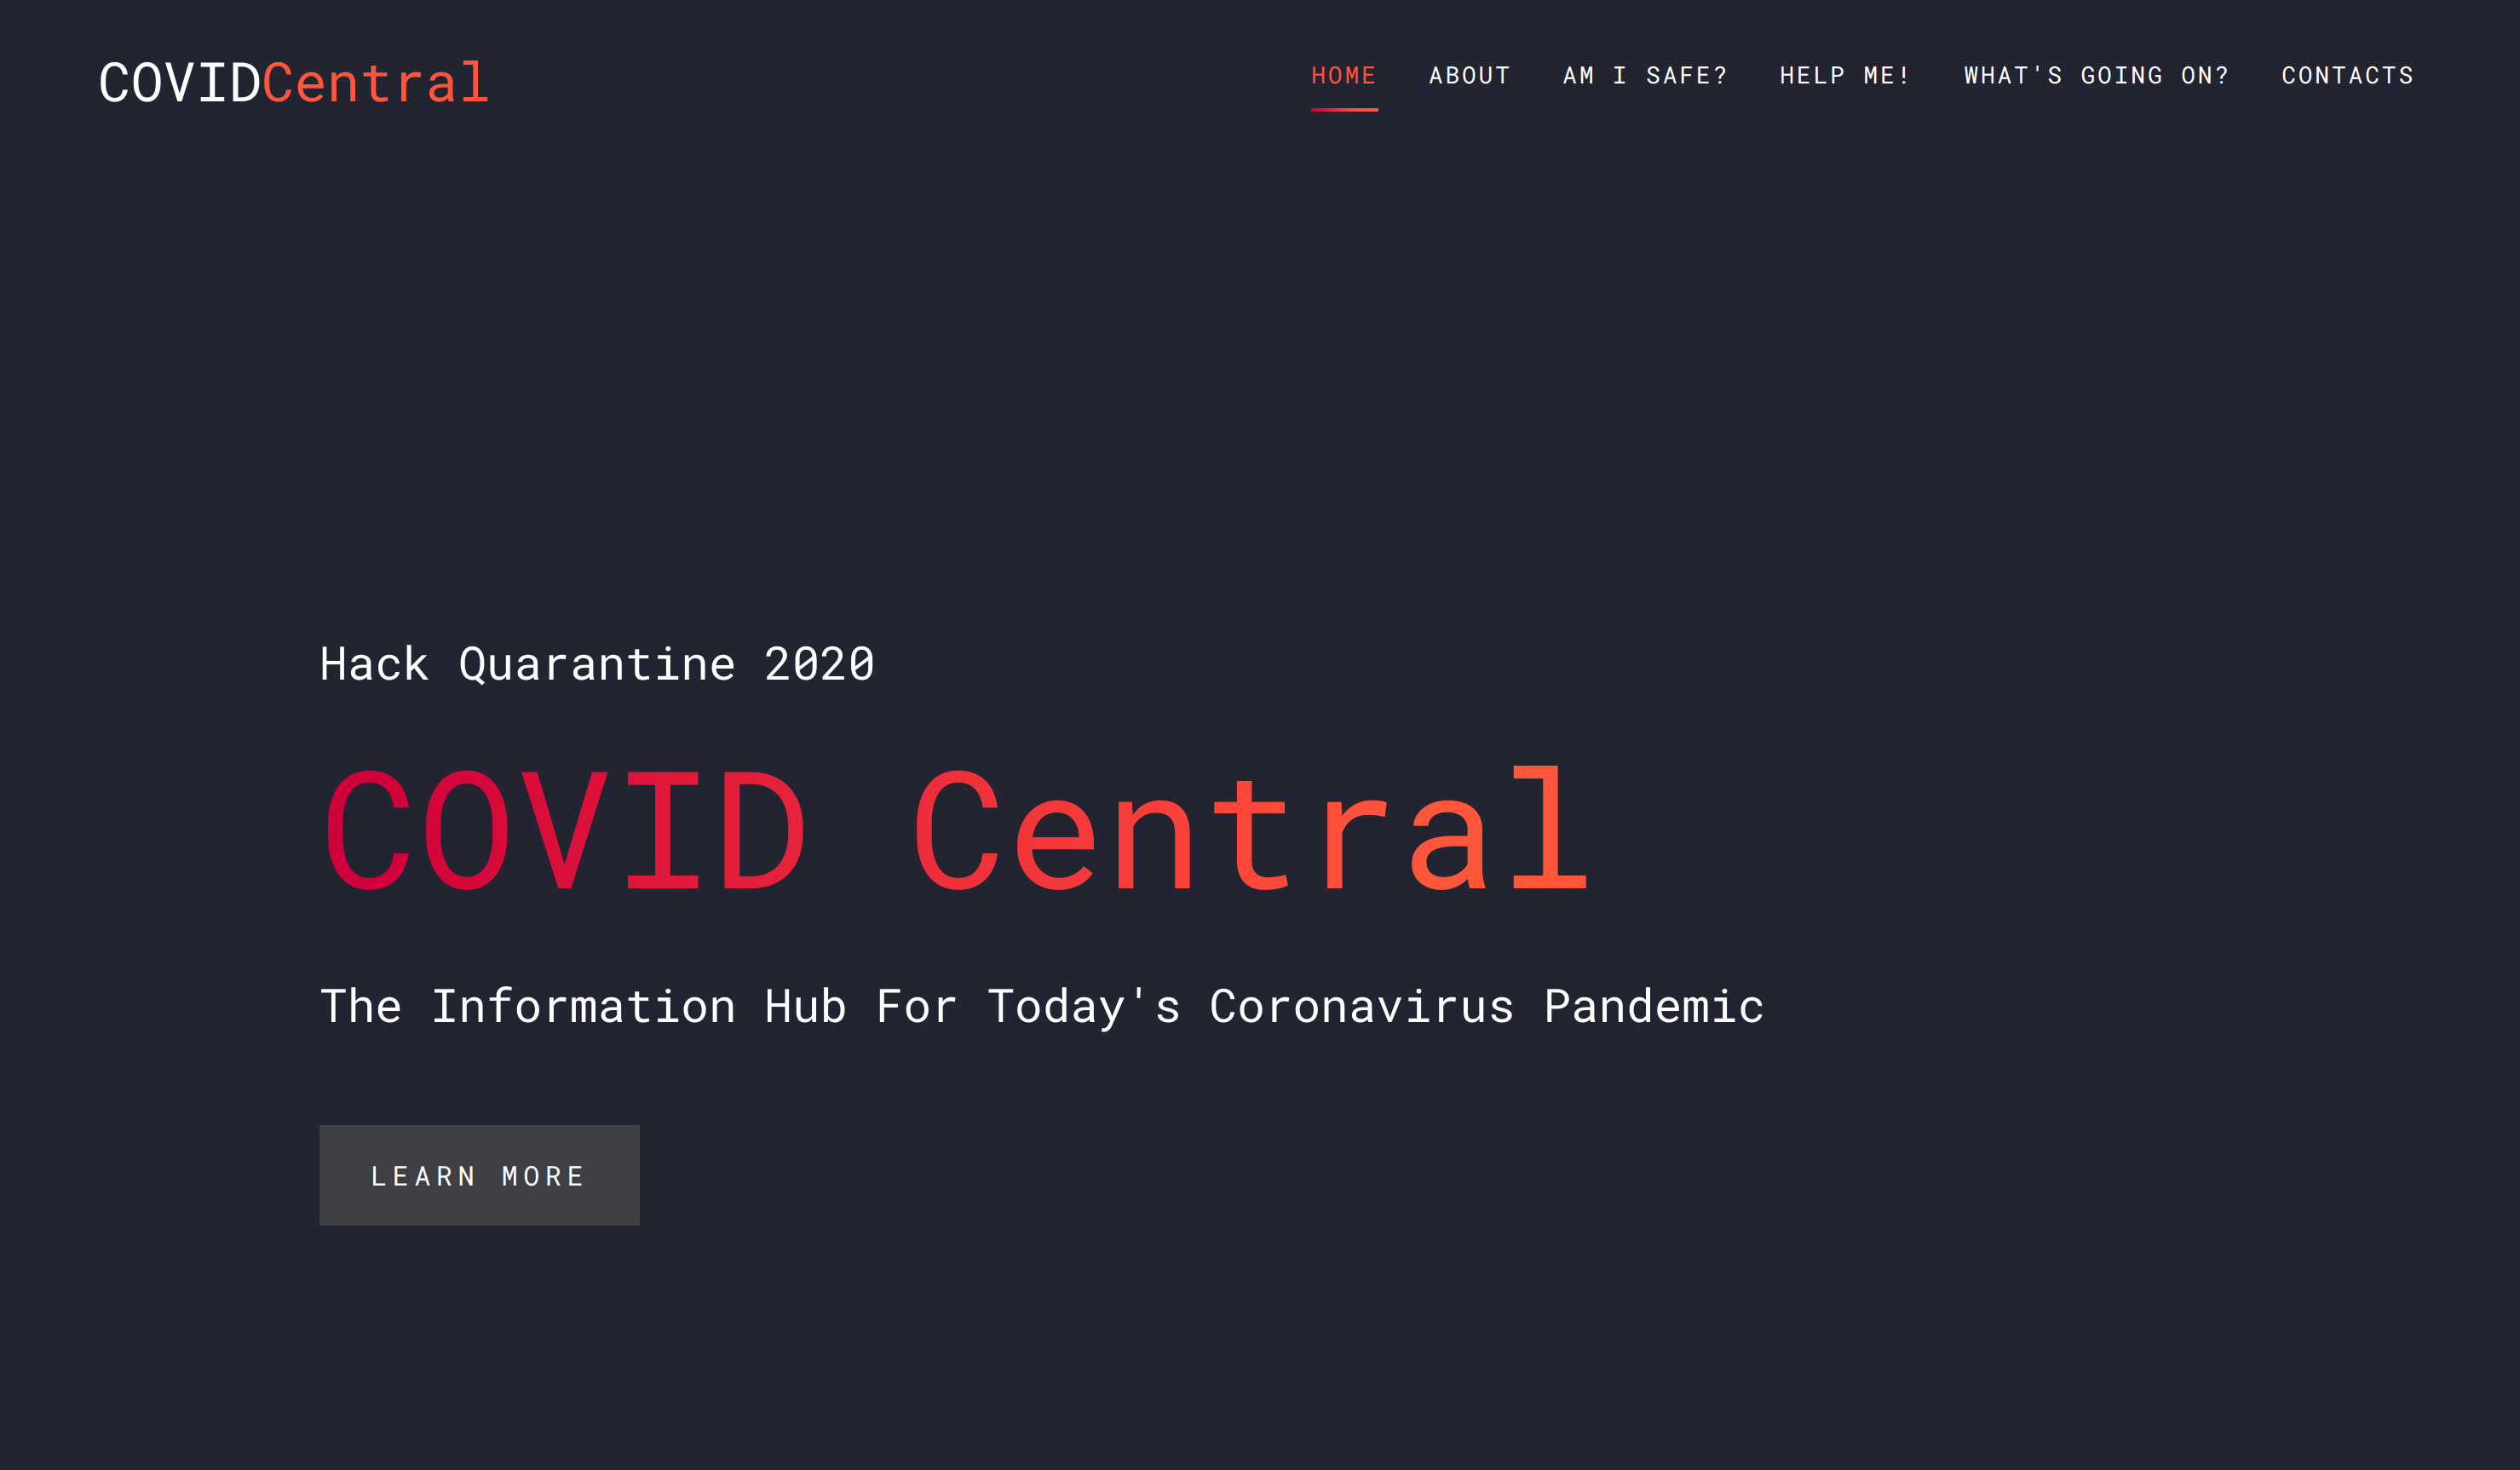 COVIDCentral
HOME ABOUT AM I SAFE? HELP ME! WHAT'S GOING ON? CONTACTS
Hack Quarantine 2020
COVID Central
The Information Hub For Today's Coronavirus Pandemic
LEARN MORE